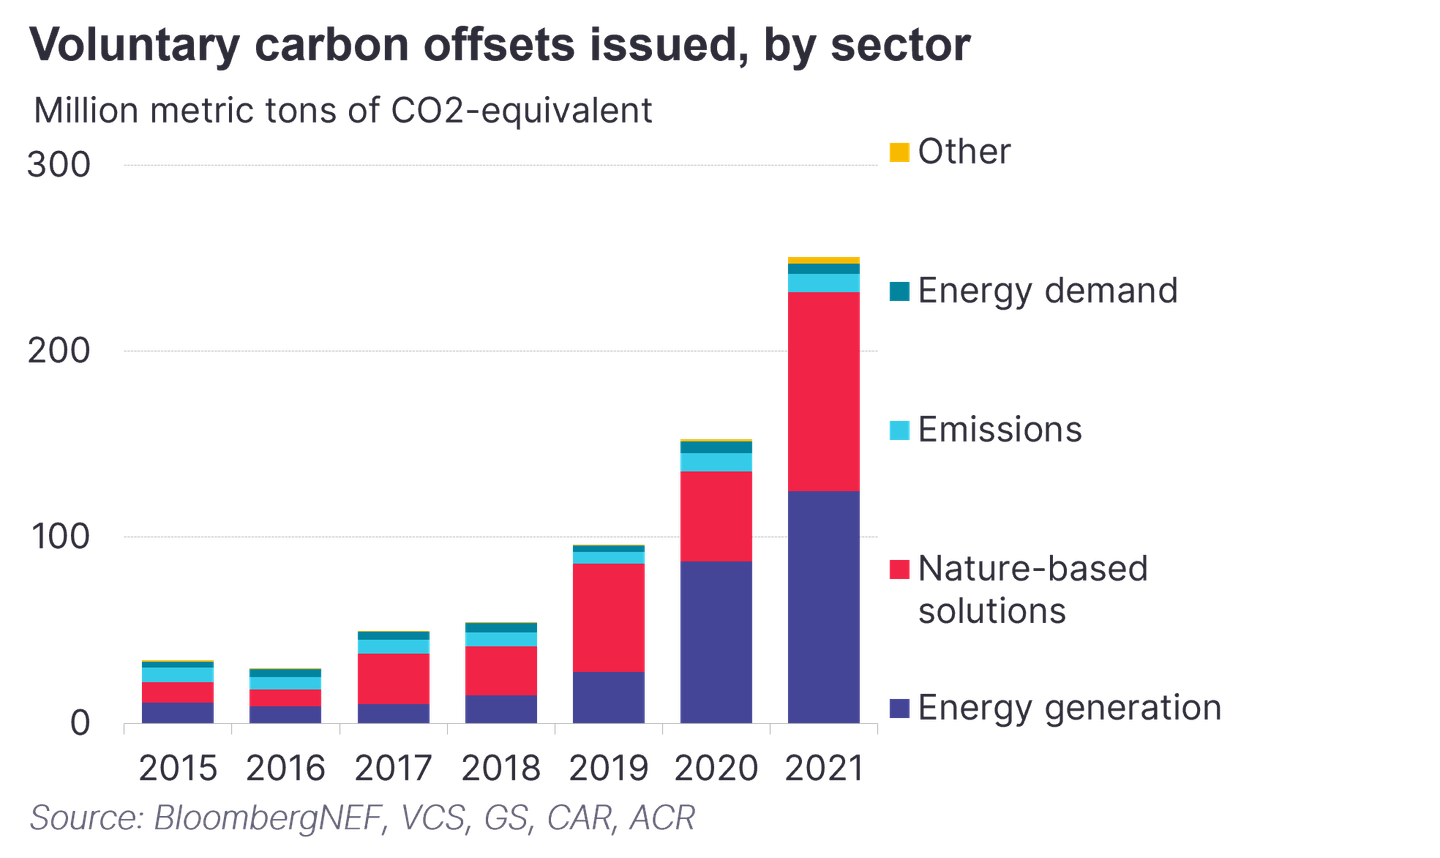 Voluntary carbon offsets issued, by sector
Million metric tons of CO2-equivalent
300
200
100
0
2015 2016 2017 2018 2019 2020 2021
Other
Energy demand
Emissions
Nature-based
solutions
Energy generation
Source: BloombergNEF, VCS, GS, CAR, ACR